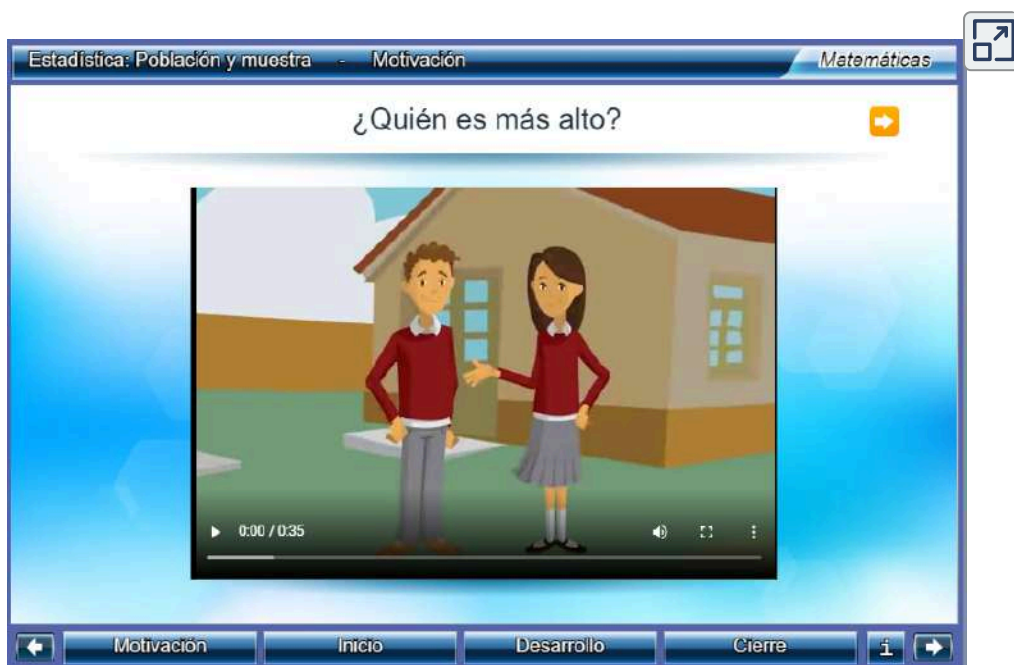 Estadística: Población y muestra - Motivación Matemáticas
¿Quién es más alto?
0:00 / 0:35
Motivación Inicio Desarrollo Cierre i